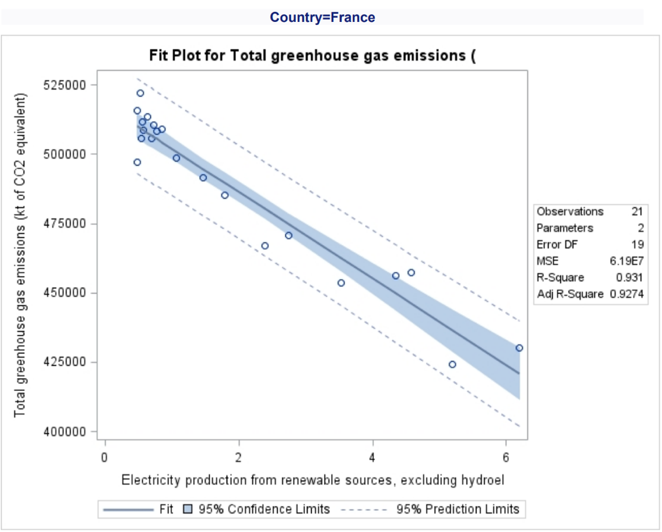 Country=France
Fit Plot for Total greenhouse gas emissions (
Total greenhouse gas emissions (kt of CO2 equivalent)
525000
500000
475000
450000
425000
400000
0 2 4 6
Electricity production from renewable sources, excluding hydroel
Observations 21
Parameters 2
Error DF 19
MSE 6.19E7
R-Square 0.931
Adj R-Square 0.9274
Fit 95% Confidence Limits 95% Prediction Limits